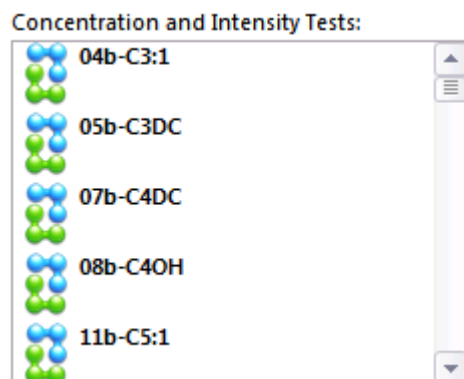 Concentration and Intensity Tests:
04b-C3:1
05b-C3DC
07b-C4DC
08b-C4OH
11b-C5:1